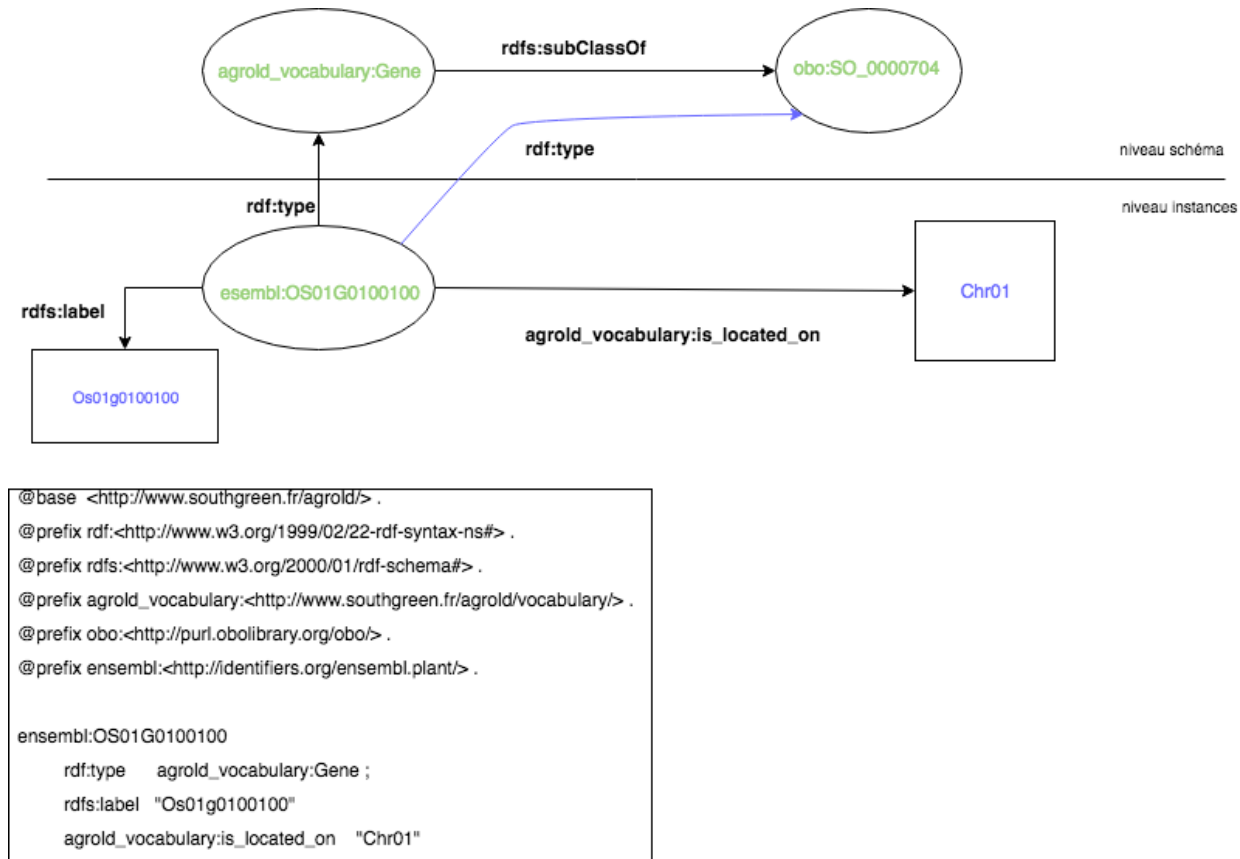 rdfs:subClassOf
agrold_vocabulary:Gene
obo:SO_0000704
rdf:type
niveau schéma
rdf:type
niveau instances
esembl:OS01G0100100
Chr01
rdfs:label
agrold_vocabulary:is_located_on
Os01g0100100
@base <http://www.southgreen.fr/agrold/> .
@prefix rdf:<http://www.w3.org/1999/02/22-rdf-syntax-ns#> .
@prefix rdfs:<http://www.w3.org/2000/01/rdf-schema#> .
@prefix agrold_vocabulary:<http://www.southgreen.fr/agrold/vocabulary/> .
@prefix obo:<http://purl.obolibrary.org/obo/> .
@prefix ensembl:<http://identifiers.org/ensembl.plant/> .
ensembl:OS01G0100100
rdf:type agrold_vocabulary:Gene ;
rdfs:label "Os01g0100100"
agrold_vocabulary:is_located_on "Chr01"